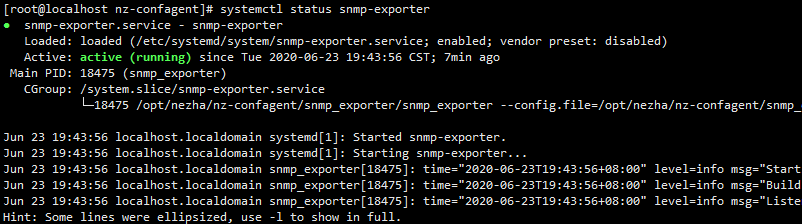 [root@localhost nz-confagent]# systemctl status snmp-exporter
● snmp-exporter.service - snmp-exporter
   Loaded: loaded (/etc/systemd/system/snmp-exporter.service; enabled; vendor preset: disabled)
   Active: active (running) since Tue 2020-06-23 19:43:56 CST; 7min ago
 Main PID: 18475 (snmp_exporter)
   CGroup: /system.slice/snmp-exporter.service
           └─18475 /opt/nezha/nz-confagent/snmp_exporter/snmp_exporter --config.file=/opt/nezha/nz-confagent/snmp_
Jun 23 19:43:56 localhost.localdomain systemd[1]: Started snmp-exporter.
Jun 23 19:43:56 localhost.localdomain systemd[1]: Starting snmp-exporter...
Jun 23 19:43:56 localhost.localdomain snmp_exporter[18475]: time="2020-06-23T19:43:56+08:00" level=info msg="Start
Jun 23 19:43:56 localhost.localdomain snmp_exporter[18475]: time="2020-06-23T19:43:56+08:00" level=info msg="Build
Jun 23 19:43:56 localhost.localdomain snmp_exporter[18475]: time="2020-06-23T19:43:56+08:00" level=info msg="Liste
Hint: Some lines were ellipsized, use -l to show in full.